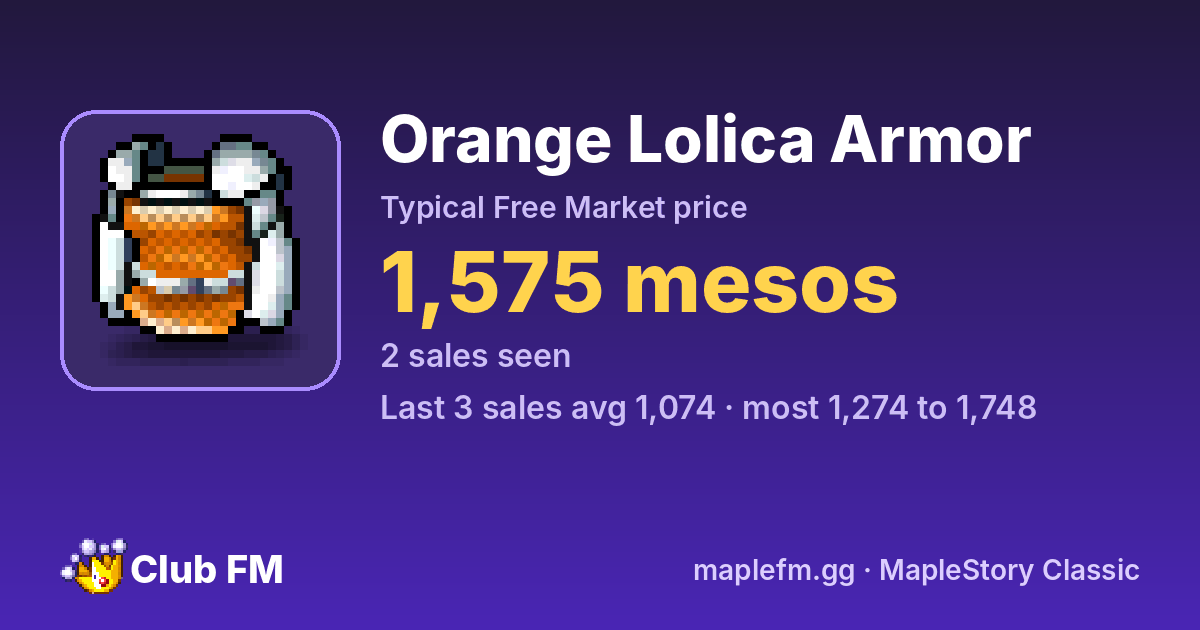 Orange Lolica Armor
Typical Free Market price
1,575 mesos
2 sales seen
Last 3 sales avg 1,074 · most 1,274 to 1,748
Club FM
maplefm.gg · MapleStory Classic